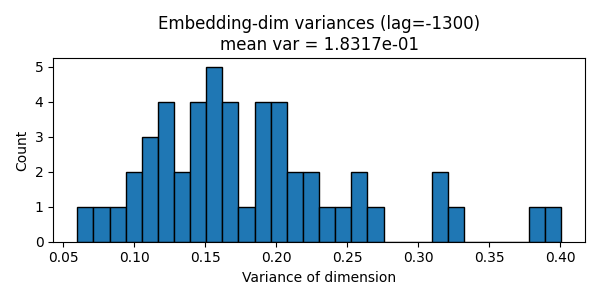 Embedding-dim variances (lag=-1300)
mean var = 1.8317e-01
Count
5
4
3
2
1
0
0.05 0.10 0.15 0.20 0.25 0.30 0.35 0.40
Variance of dimension